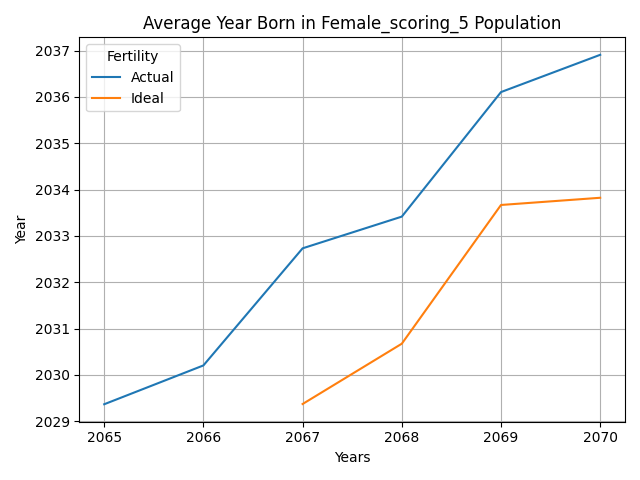 Average Year Born in Female_scoring_5 Population
Fertility
Actual
Ideal
2037
2036
2035
2034
2033
2032
2031
2030
2029
Year
2065 2066 2067 2068 2069 2070
Years